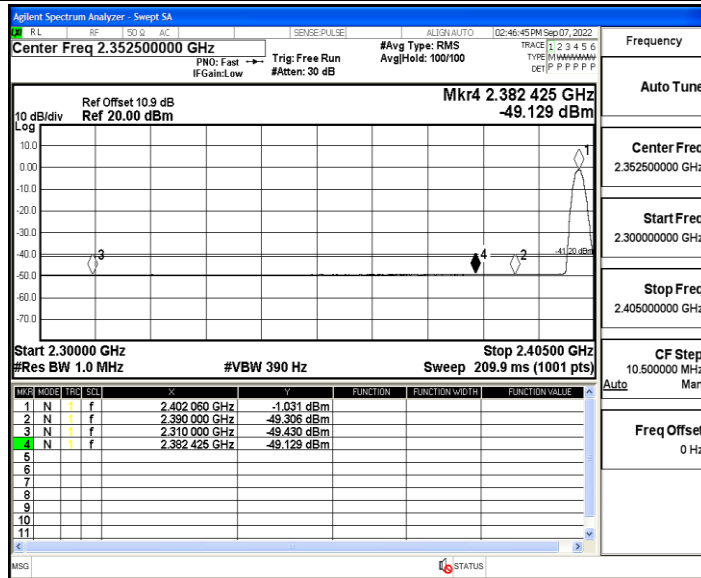 Agilent Spectrum Analyzer - Swept SA
RL RF 50 Ω AC SENSE:PULSE ALIGN AUTO 02:46:45 PM Sep 07, 2022
Center Freq 2.352500000 GHz
PNO: Fast
IFGain:Low
Trig: Free Run
#Atten: 30 dB
#Avg Type: RMS
Avg|Hold: 100/100
TRACE 1 2 3 4 5 6
TYPE MWWWWW
DET P P P P P P
Ref Offset 10.9 dB
10 dB/div Ref 20.00 dBm
Log
Mkr4 2.382 425 GHz
-49.129 dBm
10.0
0.00
-10.0
-20.0
-30.0
-40.0
-50.0
-60.0
-70.0
1
3
4
2
-41.20 dBm
Start 2.30000 GHz Stop 2.40500 GHz
#Res BW 1.0 MHz #VBW 390 Hz Sweep 209.9 ms (1001 pts)
MKR MODE TRC SCL X Y FUNCTION FUNCTION WIDTH FUNCTION VALUE
1 N 1 f 2.402 060 GHz -1.031 dBm
2 N 1 f 2.390 000 GHz -49.306 dBm
3 N 1 f 2.310 000 GHz -49.430 dBm
4 N 1 f 2.382 425 GHz -49.129 dBm
5
6
7
8
9
10
11
MSG STATUS
Frequency
Auto Tune
Center Freq
2.352500000 GHz
Start Freq
2.300000000 GHz
Stop Freq
2.405000000 GHz
CF Step
10.500000 MHz
Auto Man
Freq Offset
0 Hz